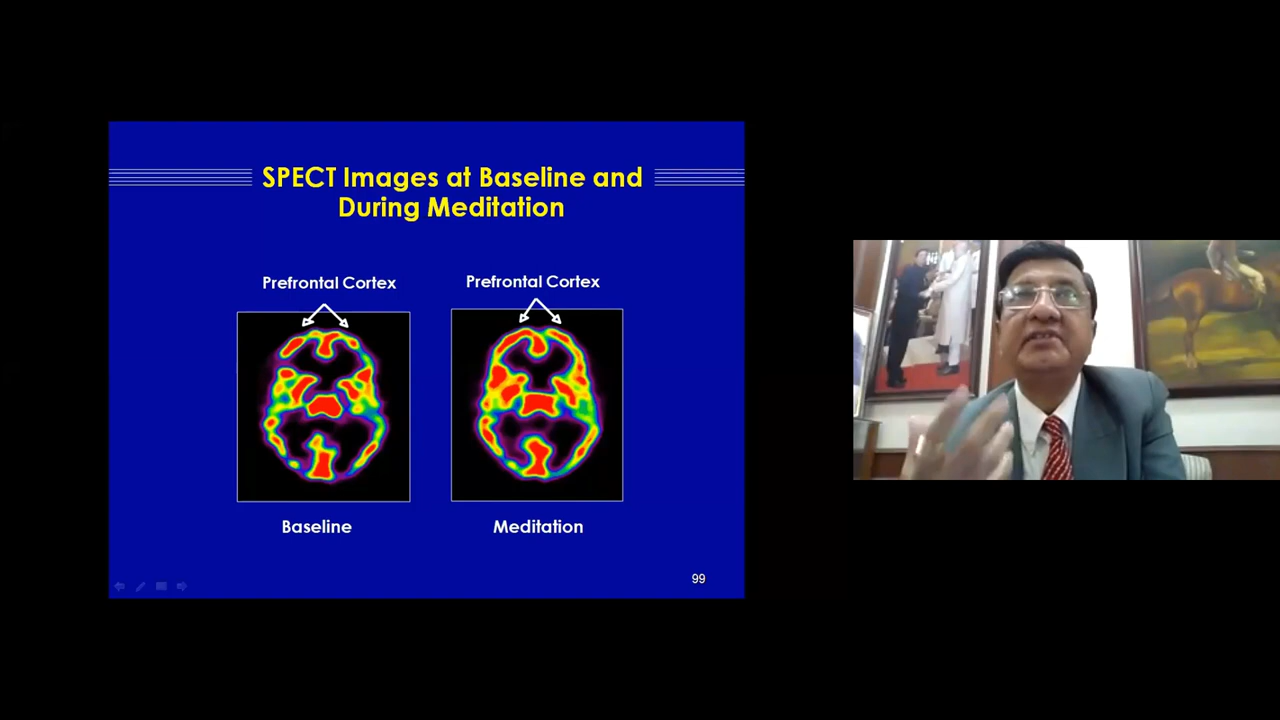 SPECT Images at Baseline and
During Meditation
Prefrontal Cortex
Prefrontal Cortex
Baseline
Meditation
99